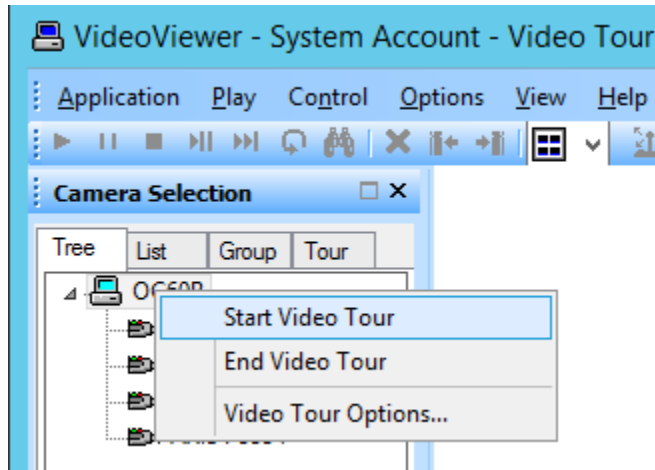 VideoViewer - System Account - Video Tour
Application Play Control Options View Help
Camera Selection
Tree List Group Tour
Start Video Tour
End Video Tour
Video Tour Options...